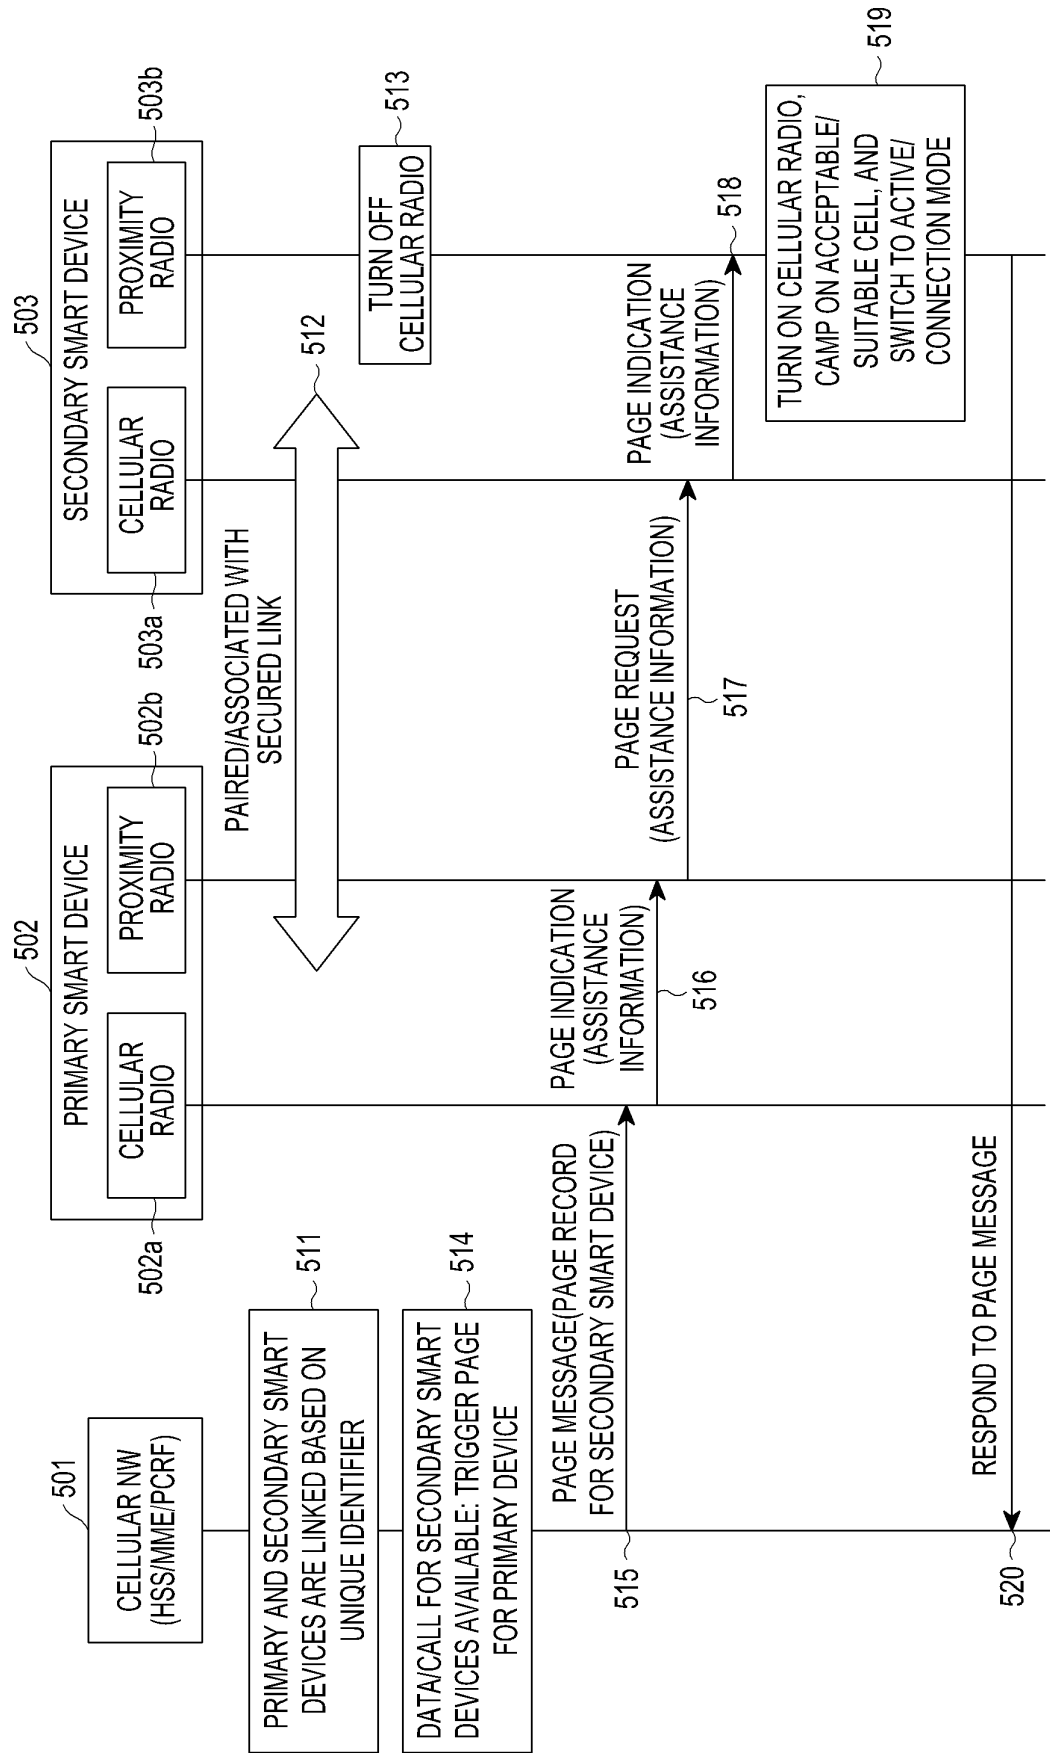 501
CELLULAR NW
(HSS/MME/PCRF)
502
PRIMARY SMART DEVICE
CELLULAR
RADIO
502a
PROXIMITY
RADIO
502b
503
SECONDARY SMART DEVICE
CELLULAR
RADIO
503a
PROXIMITY
RADIO
503b
PRIMARY AND SECONDARY SMART
DEVICES ARE LINKED BASED ON
UNIQUE IDENTIFIER
511
PAIRED/ASSOCIATED WITH
SECURED LINK
512
TURN OFF
CELLULAR RADIO
513
DATA/CALL FOR SECONDARY SMART
DEVICES AVAILABLE: TRIGGER PAGE
FOR PRIMARY DEVICE
514
PAGE MESSAGE(PAGE RECORD
FOR SECONDARY SMART DEVICE)
515
PAGE INDICATION
(ASSISTANCE
INFORMATION)
516
PAGE REQUEST
(ASSISTANCE INFORMATION)
517
PAGE INDICATION
(ASSISTANCE
INFORMATION)
518
TURN ON CELLULAR RADIO,
CAMP ON ACCEPTABLE/
SUITABLE CELL, AND
SWITCH TO ACTIVE/
CONNECTION MODE
519
RESPOND TO PAGE MESSAGE
520